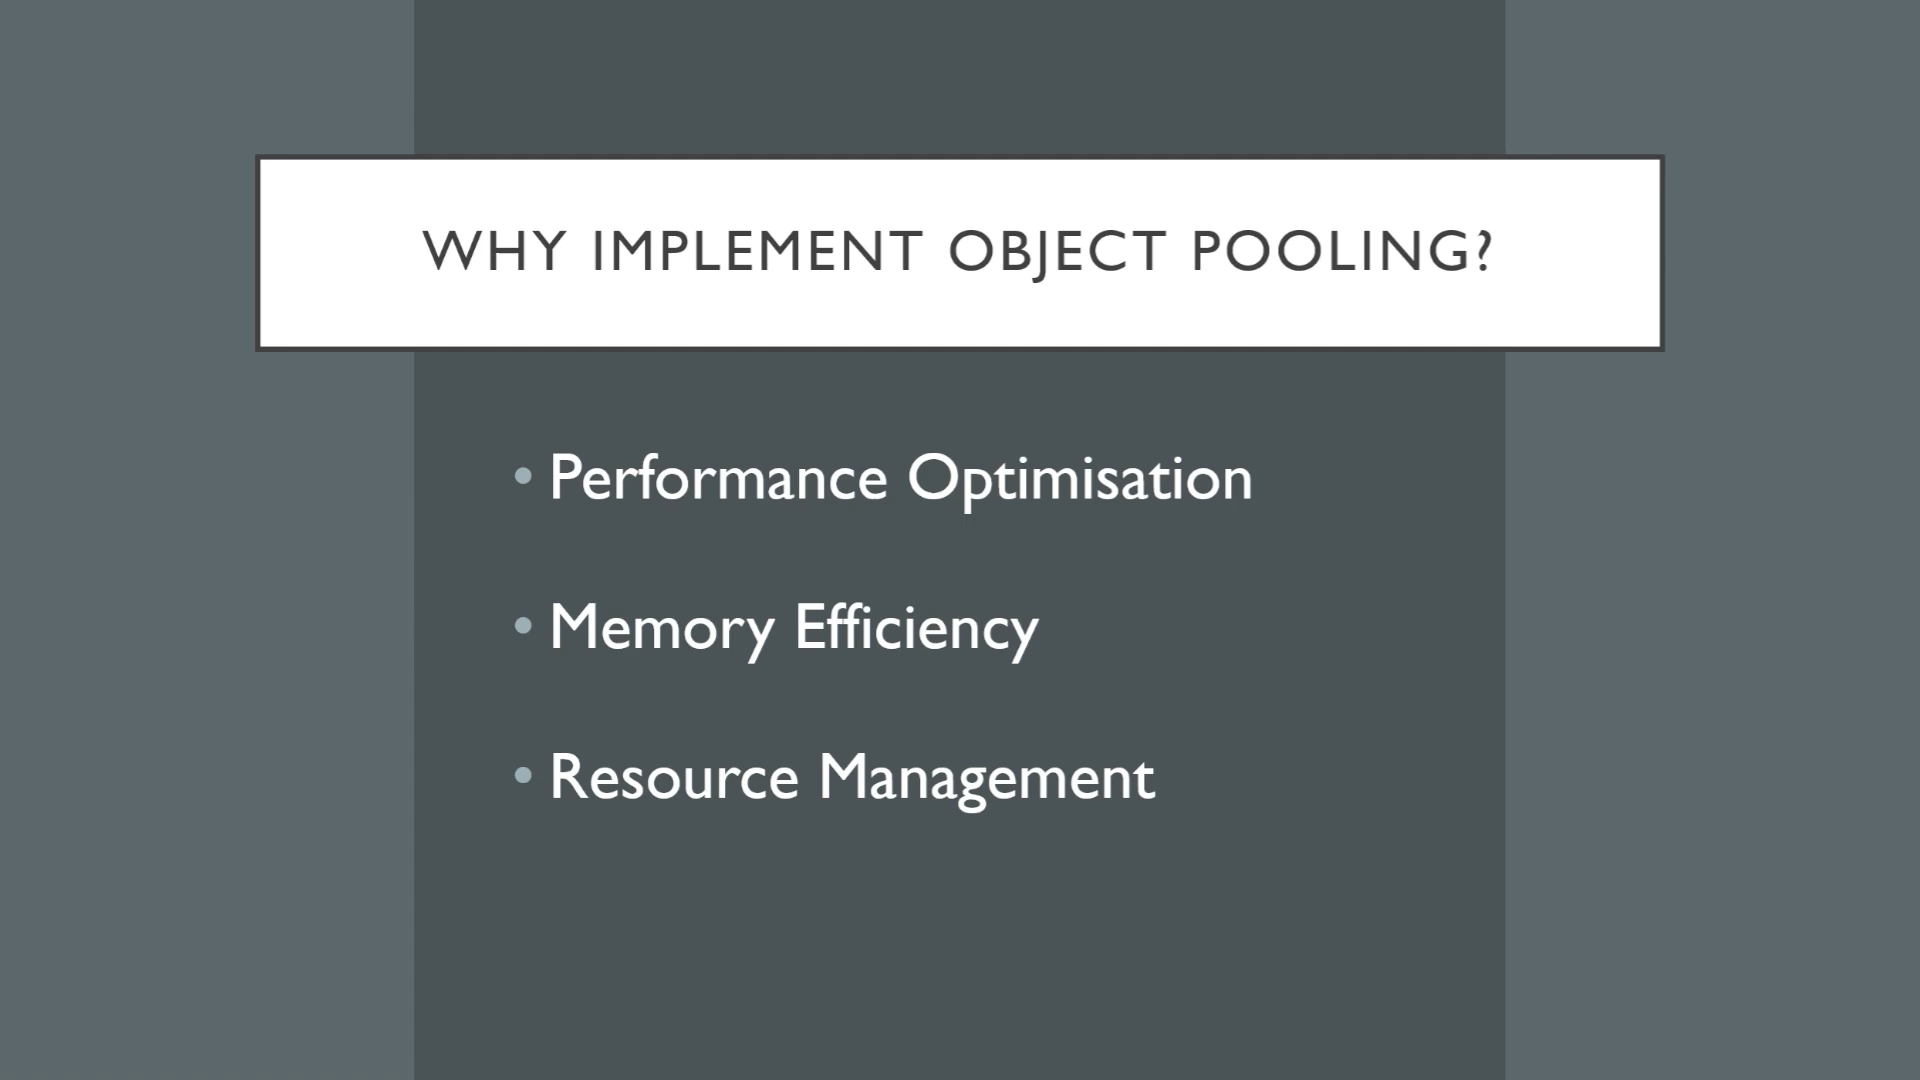 WHY IMPLEMENT OBJECT POOLING?
• Performance Optimisation
• Memory Efficiency
• Resource Management